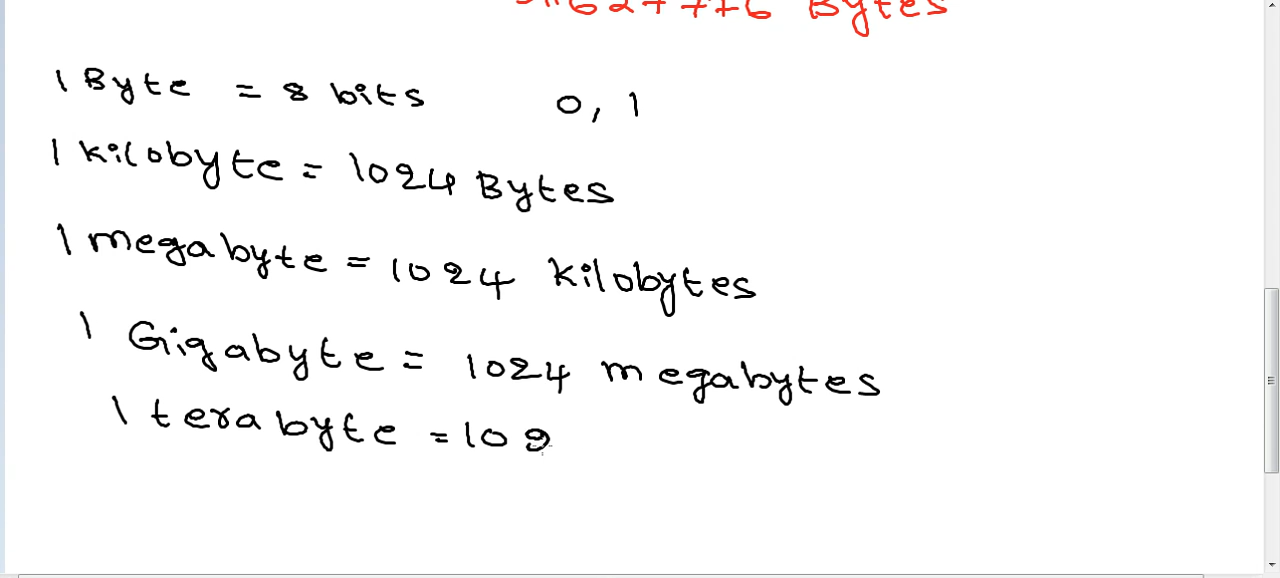 Bytes
1 Byte = 8 bits 0, 1
1 kilobyte = 1024 Bytes
1 megabyte = 1024 kilobytes
1 Gigabyte = 1024 megabytes
1 terabyte = 102